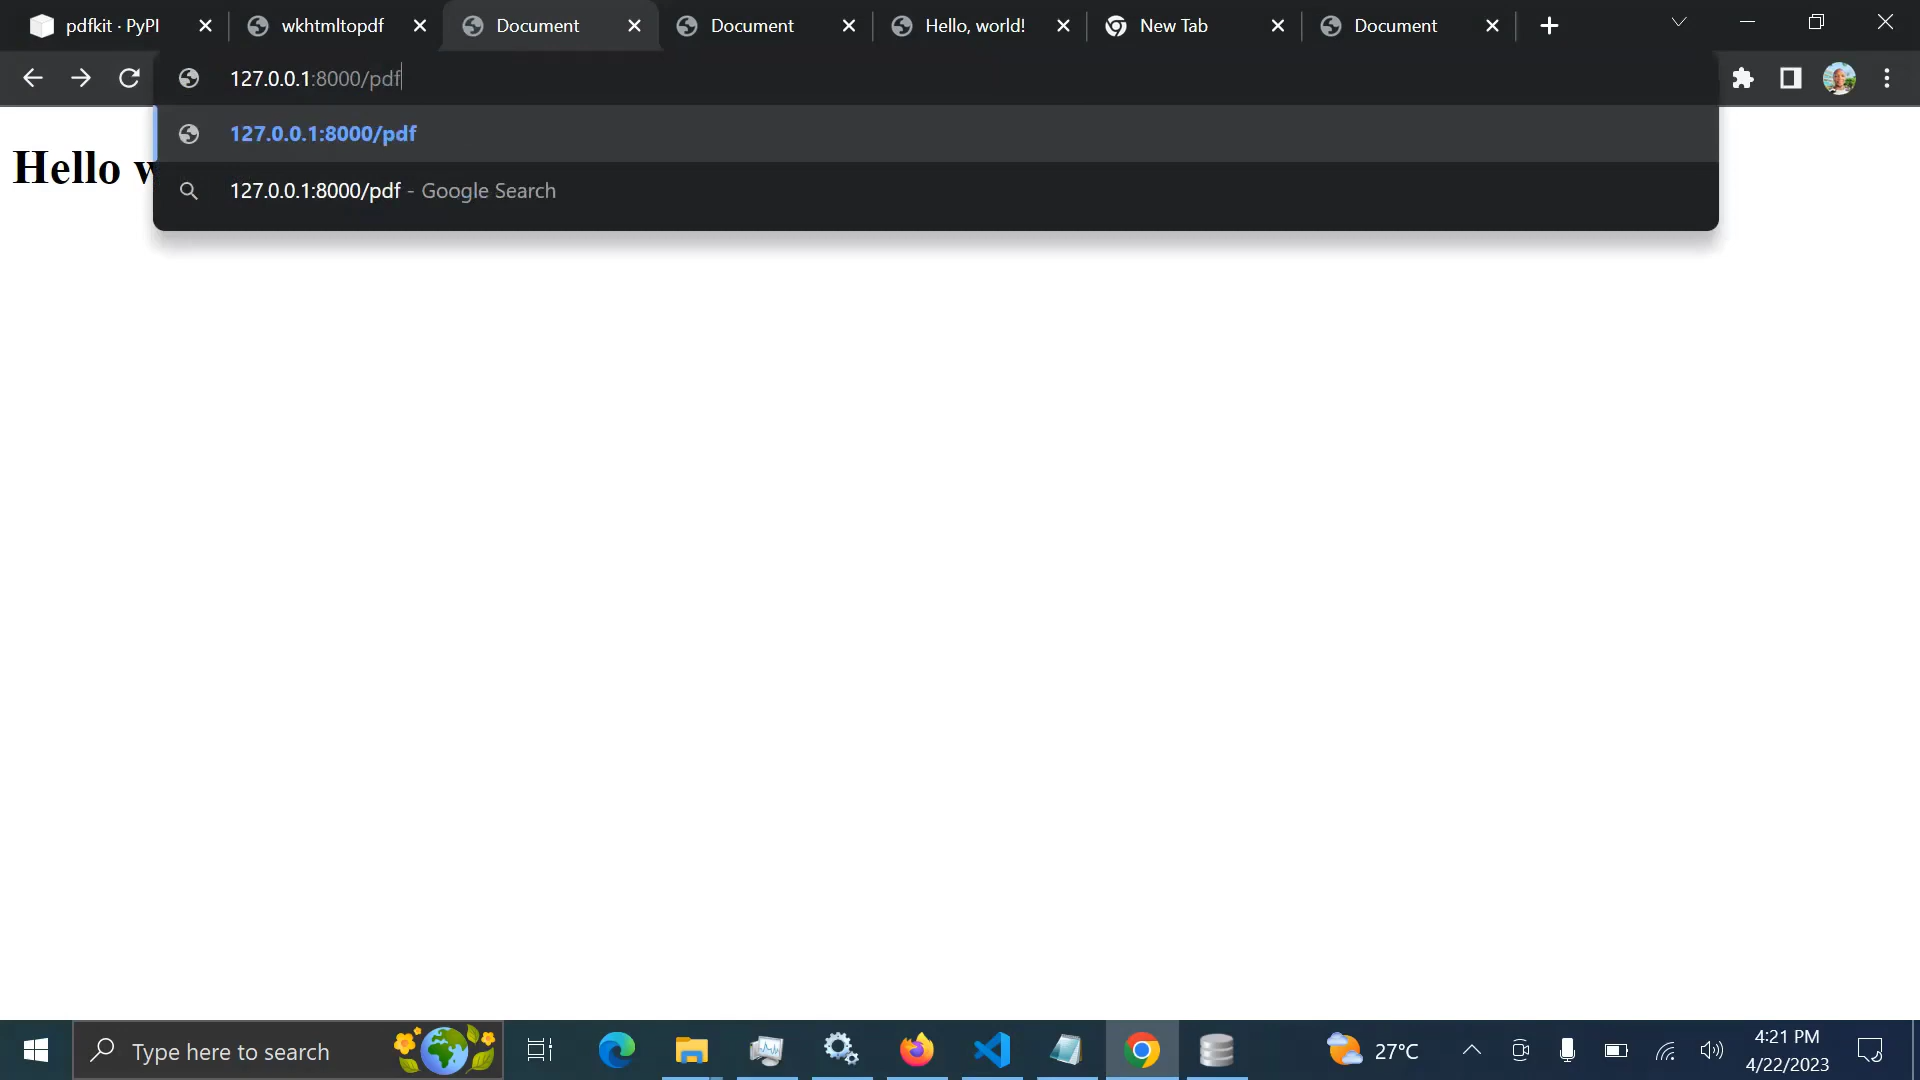 pdfkit · PyPI
wkhtmltopdf
Document
Document
Hello, world!
New Tab
Document
127.0.0.1:8000/pdf
127.0.0.1:8000/pdf
Hello w
127.0.0.1:8000/pdf - Google Search
Type here to search
27°C
4:21 PM
4/22/2023